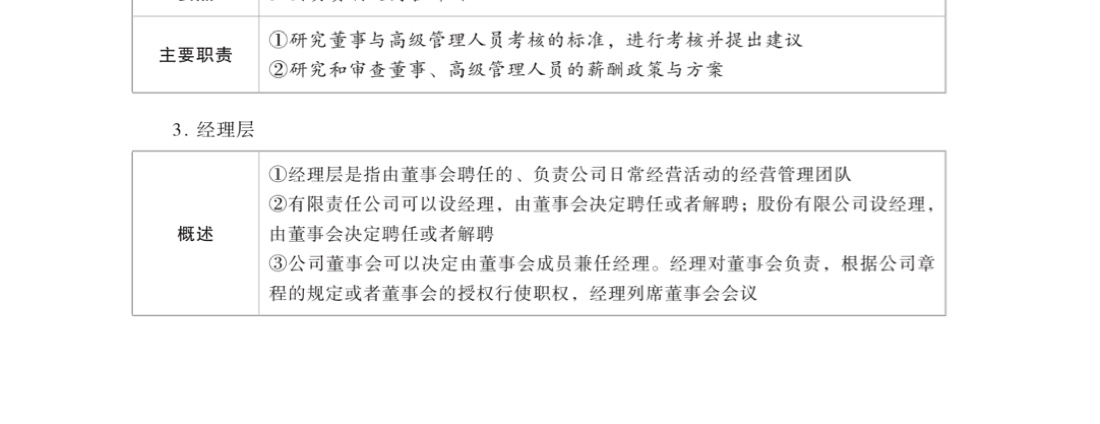 主要职责
①研究董事与高级管理人员考核的标准，进行考核并提出建议
②研究和审查董事、高级管理人员的薪酬政策与方案
3. 经理层
概述
①经理层是指由董事会聘任的、负责公司日常经营活动的经营管理团队
②有限责任公司可以设经理，由董事会决定聘任或者解聘；股份有限公司设经理，
由董事会决定聘任或者解聘
③公司董事会可以决定由董事会成员兼任经理。经理对董事会负责，根据公司章
程的规定或者董事会的授权行使职权，经理列席董事会会议